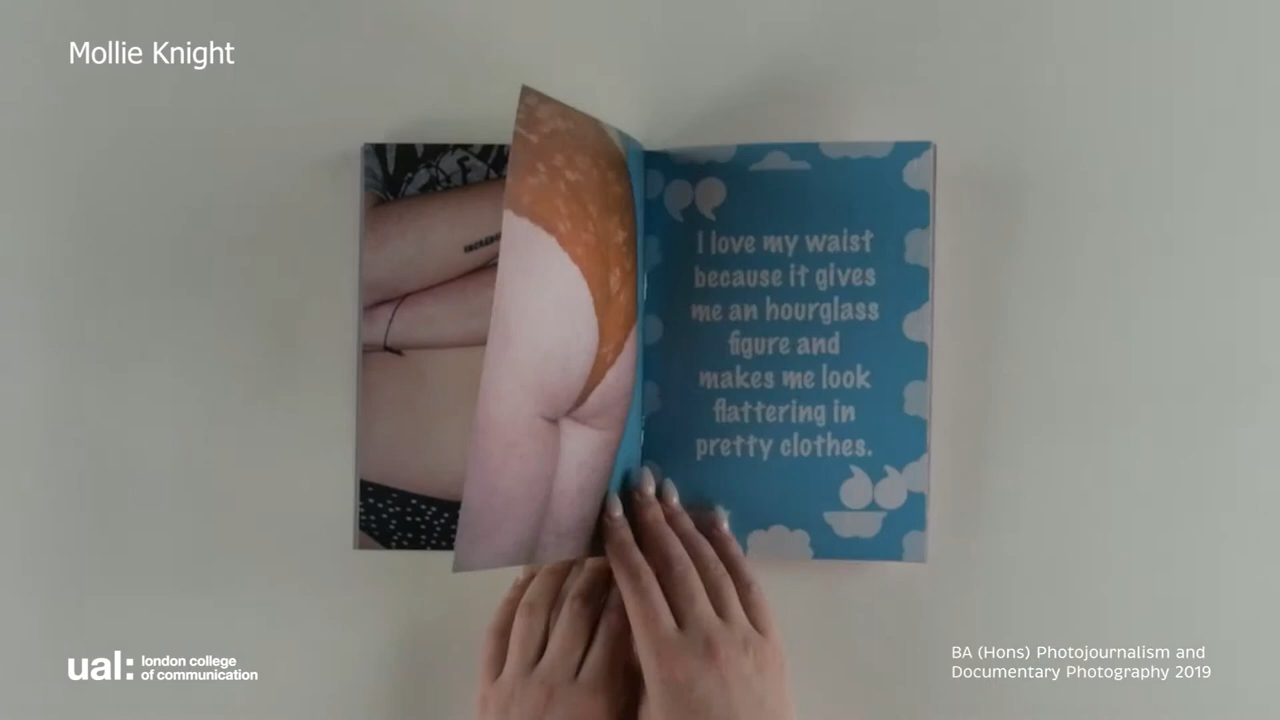 Mollie Knight
I love my waist
because it gives
me an hourglass
figure and
makes me look
flattering in
pretty clothes.
ual: london college
of communication
BA (Hons) Photojournalism and
Documentary Photography 2019